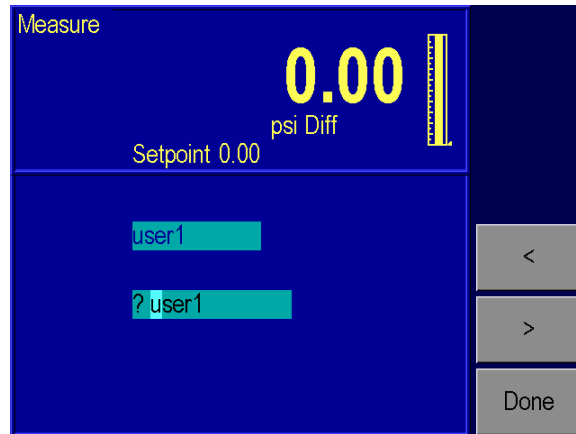 Measure
0.00
psi Diff
Setpoint 0.00
user1
<
? user1
>
Done